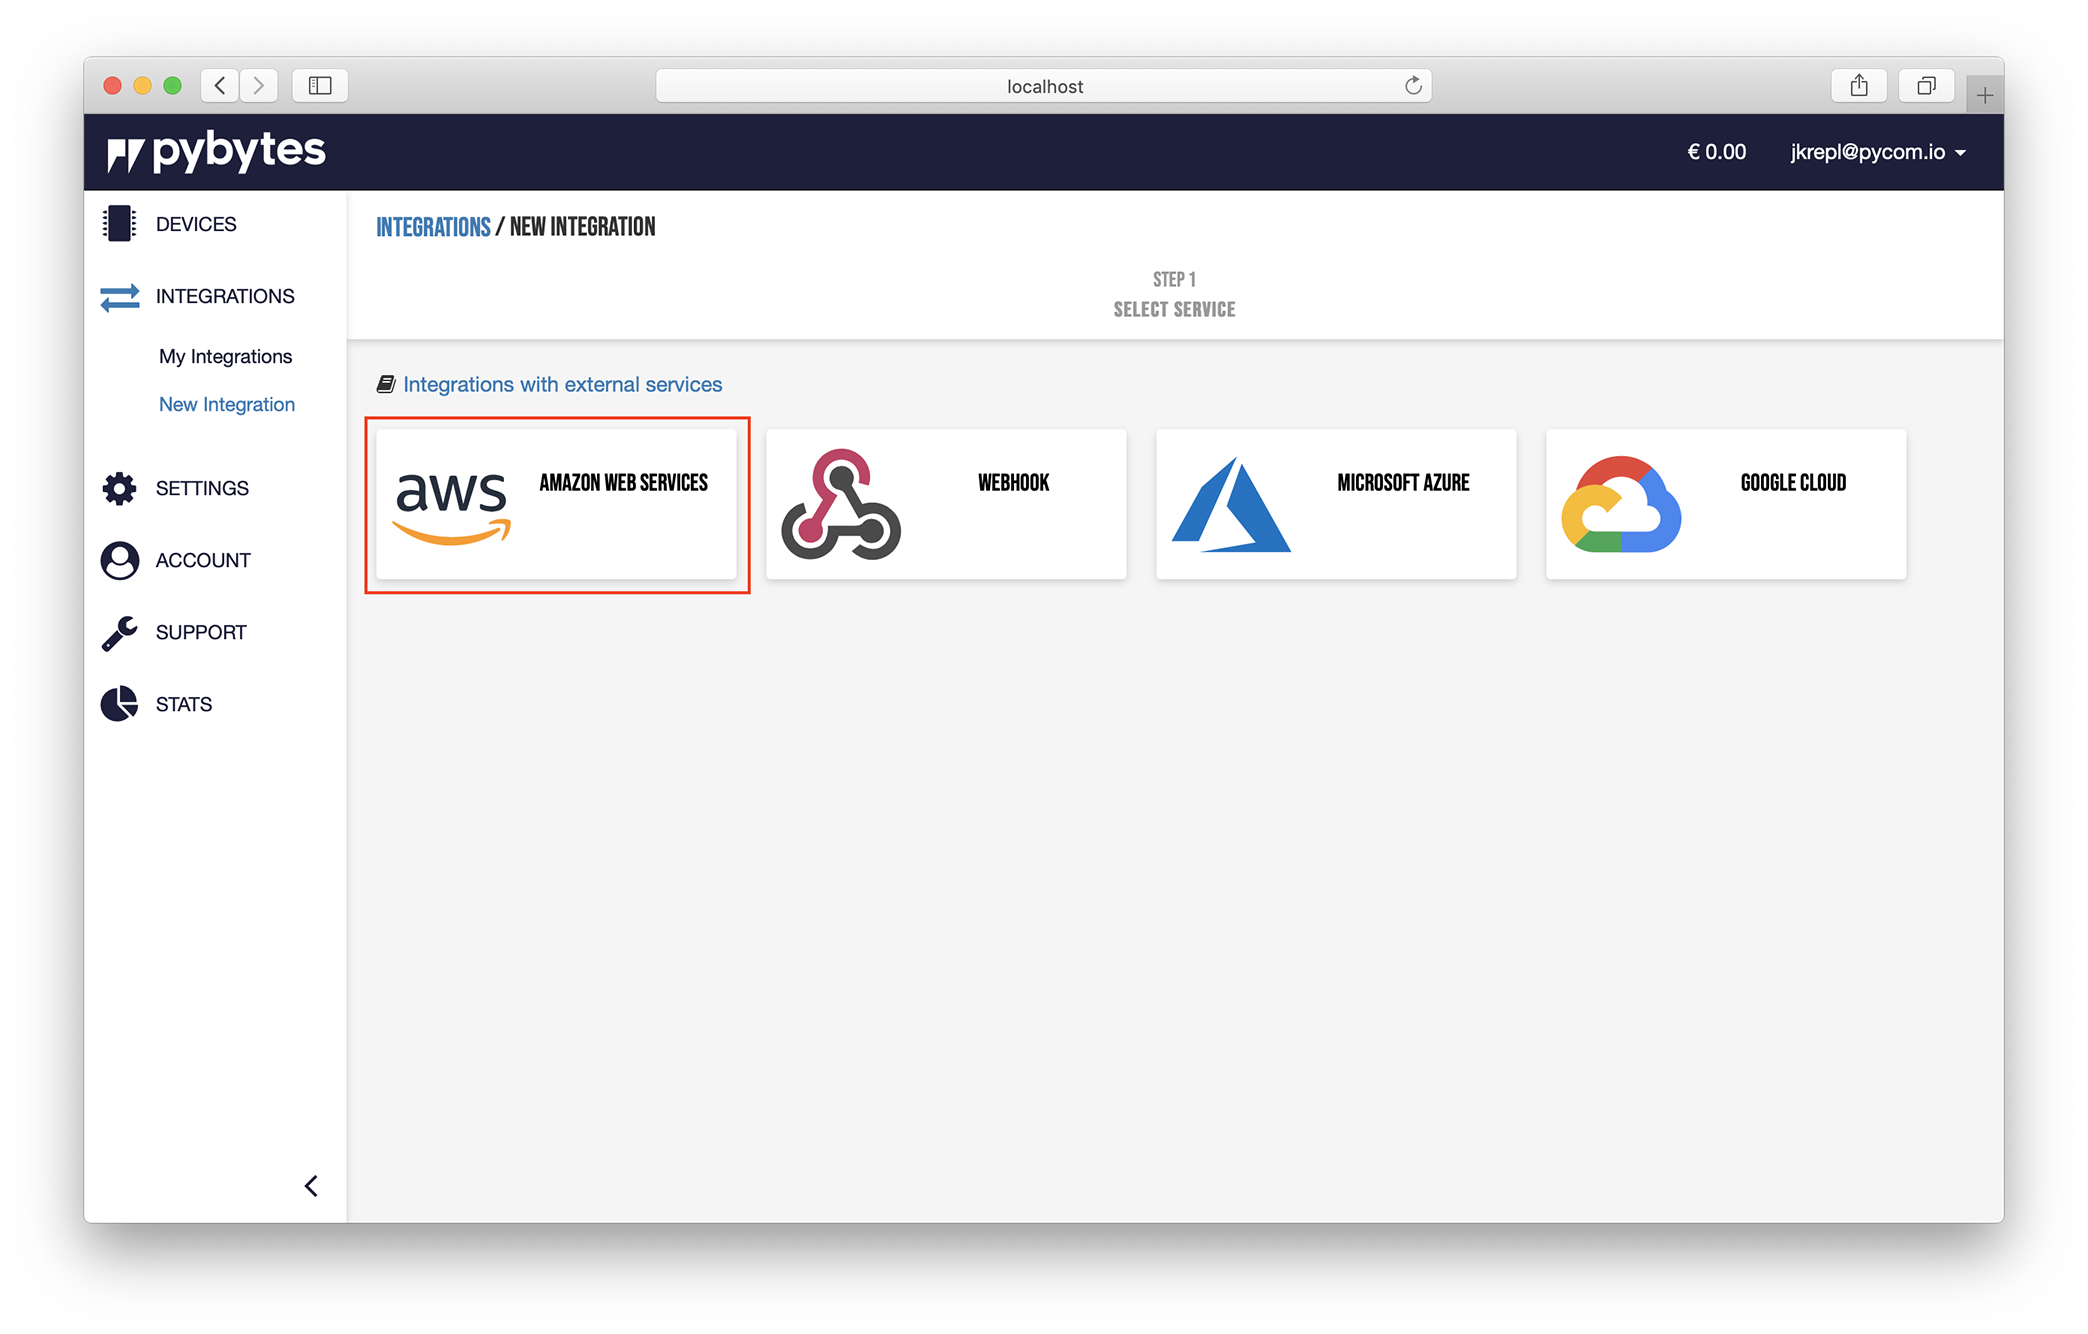 localhost
pybytes
€ 0.00 jkrepl@pycom.io
DEVICES
INTEGRATIONS
My Integrations
New Integration
SETTINGS
ACCOUNT
SUPPORT
STATS
INTEGRATIONS / NEW INTEGRATION
STEP 1
SELECT SERVICE
Integrations with external services
aws AMAZON WEB SERVICES
WEBHOOK
MICROSOFT AZURE
GOOGLE CLOUD